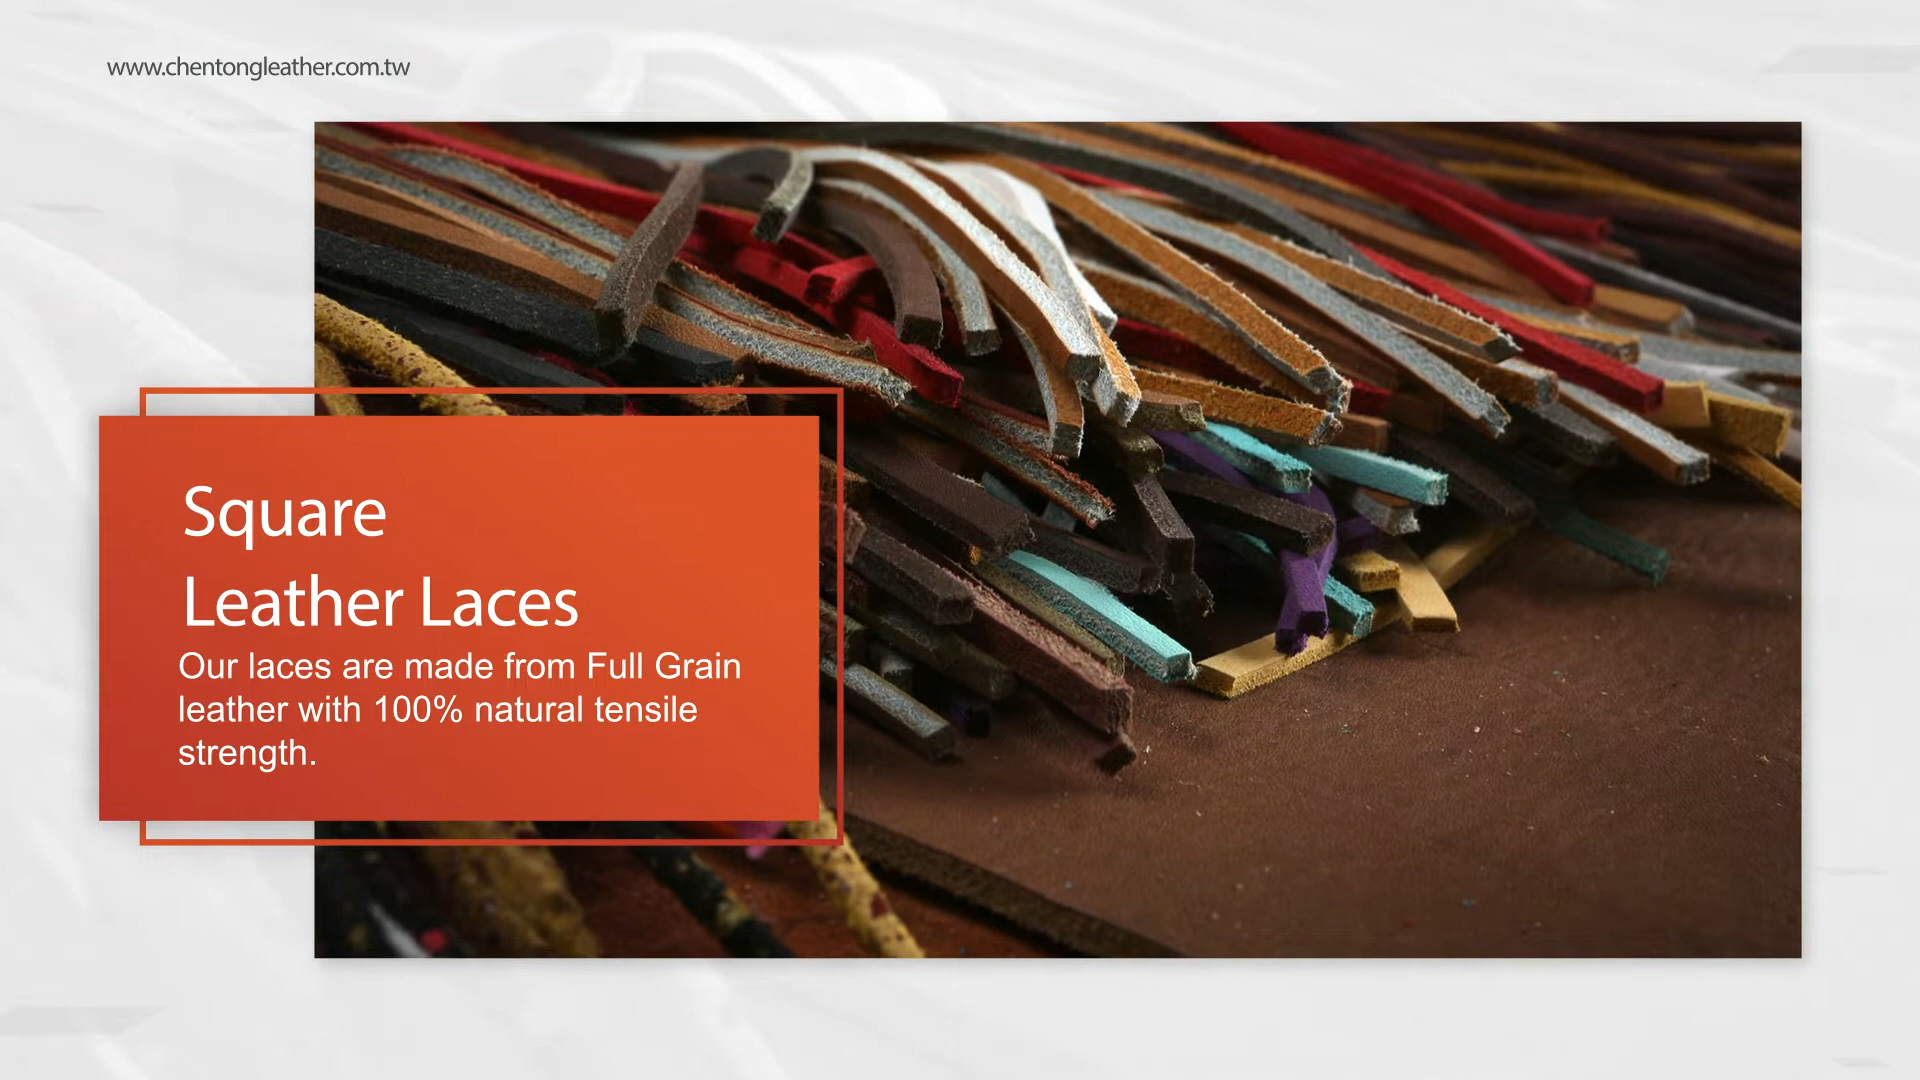 www.chentongleather.com.tw
Square
Leather Laces
Our laces are made from Full Grain
leather with 100% natural tensile
strength.